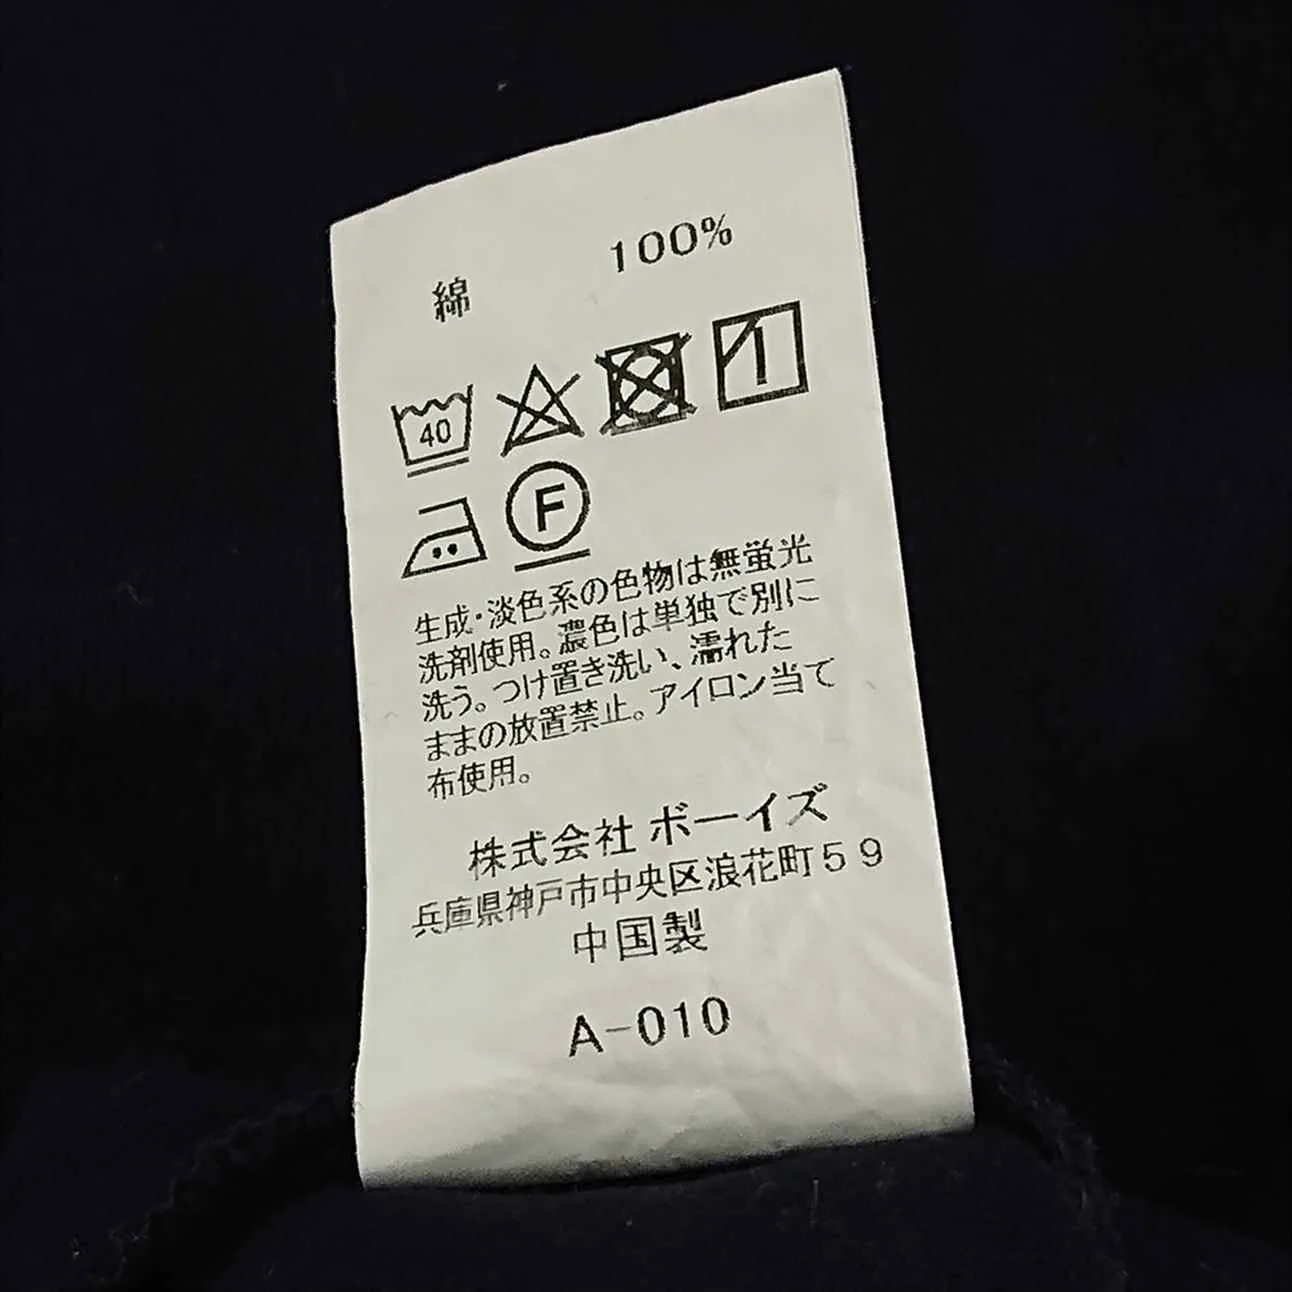 綿 100%
40
F
生成・淡色系の色物は無蛍光
洗剤使用。濃色は単独で別に
洗う。つけ置き洗い、濡れた
ままの放置禁止。アイロン当て
布使用。
株式会社 ボーイズ
兵庫県神戸市中央区浪花町59
中国製
A-010